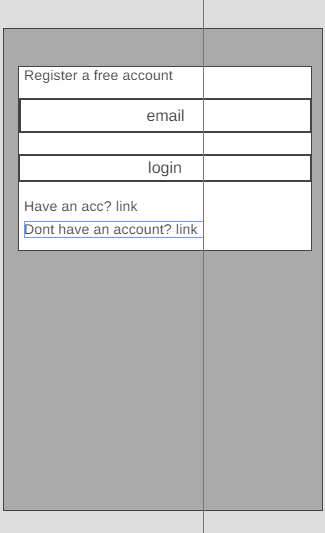 Register a free account
email
login
Have an acc? link
Dont have an account? link